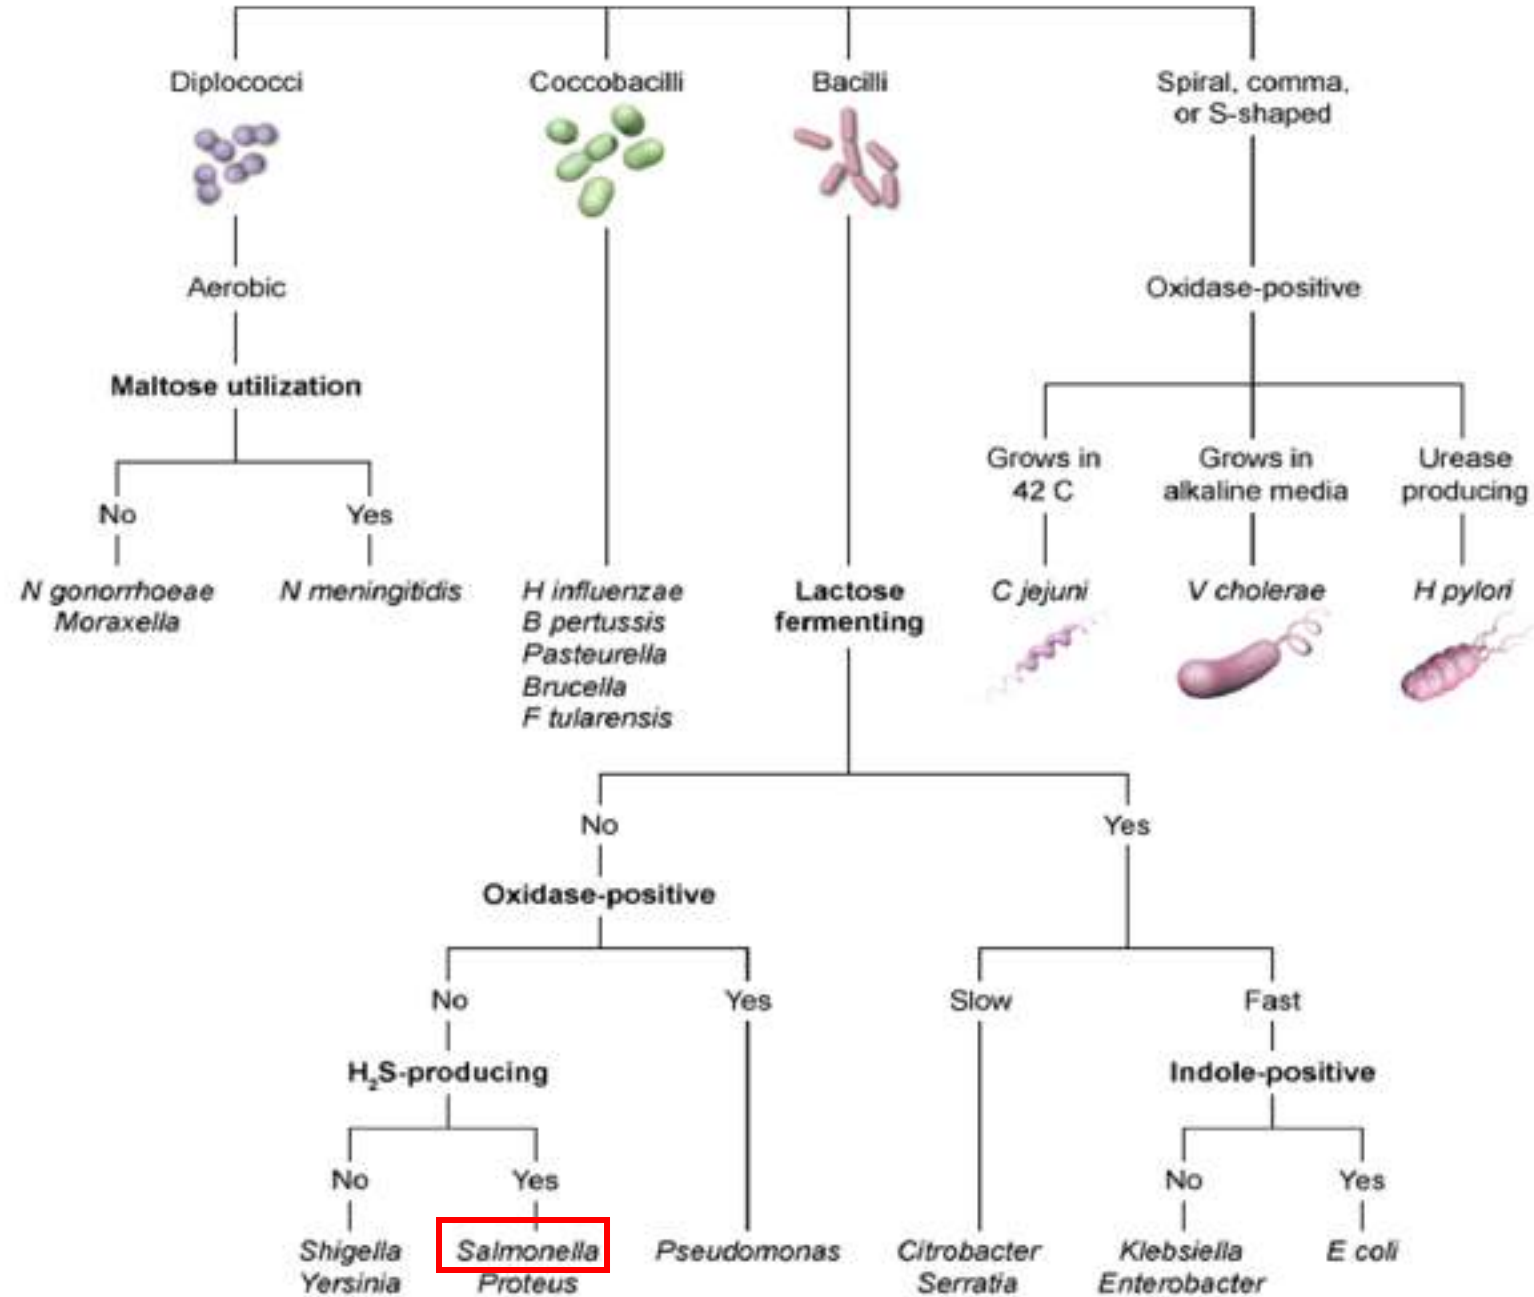 Diplococci
Coccobacilli
Bacilli
Spiral, comma,
or S-shaped
Aerobic
Oxidase-positive
Maltose utilization
No
Yes
N gonorrhoeae
Moraxella
N meningitidis
H influenzae
B pertussis
Pasteurella
Brucella
F tularensis
Lactose
fermenting
Grows in
42 C
Grows in
alkaline media
Urease
producing
C jejuni
V cholerae
H pylori
No
Yes
Oxidase-positive
No
Yes
Slow
Fast
H₂S-producing
Indole-positive
No
Yes
No
Yes
Shigella
Yersinia
Salmonella
Proteus
Pseudomonas
Citrobacter
Serratia
Klebsiella
Enterobacter
E coli